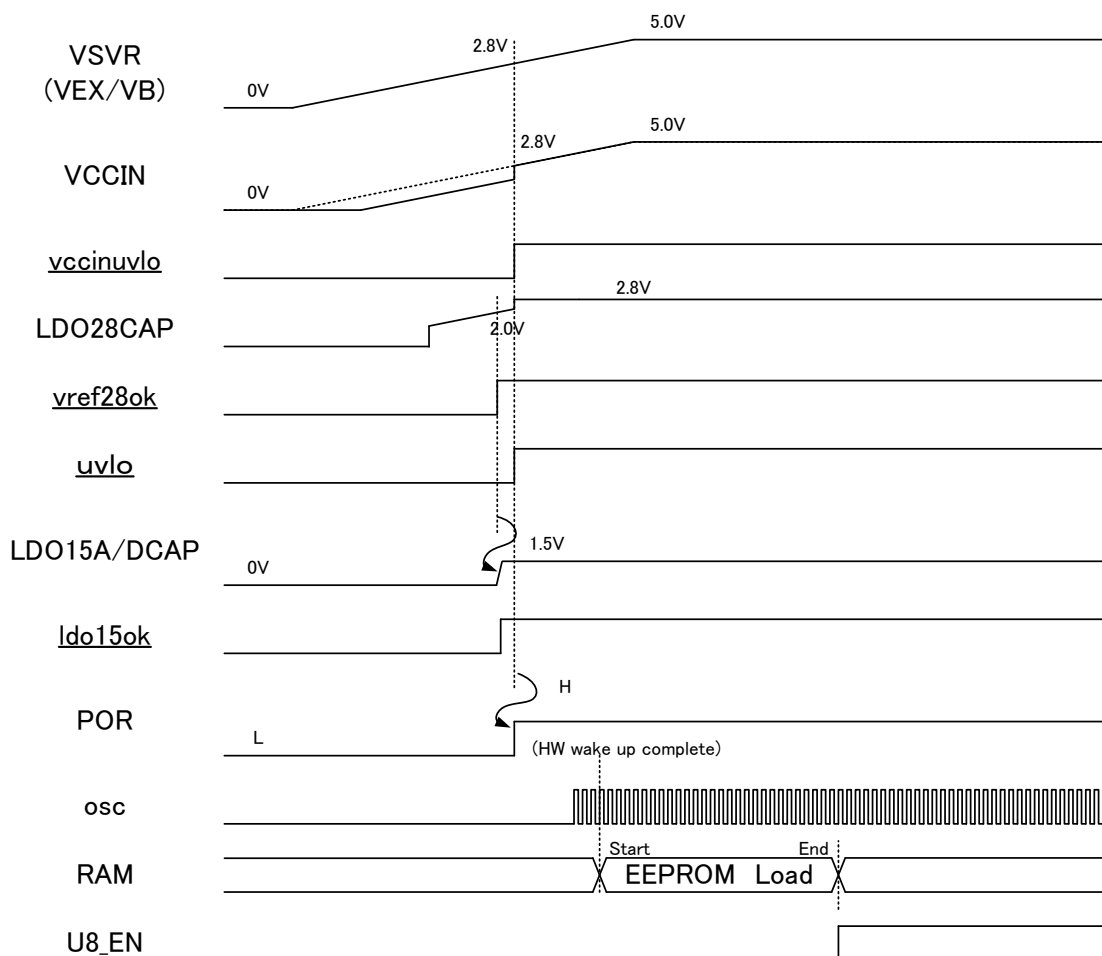 VSVR
(VEX/VB)
0V
2.8V
5.0V
VCCIN
0V
2.8V
5.0V
vccinuvlo
LDO28CAP
2.0V
2.8V
vref28ok
uvlo
LDO15A/DCAP
0V
1.5V
ldo15ok
POR
L
H
(HW wake up complete)
osc
RAM
Start
End
EEPROM Load
U8_EN